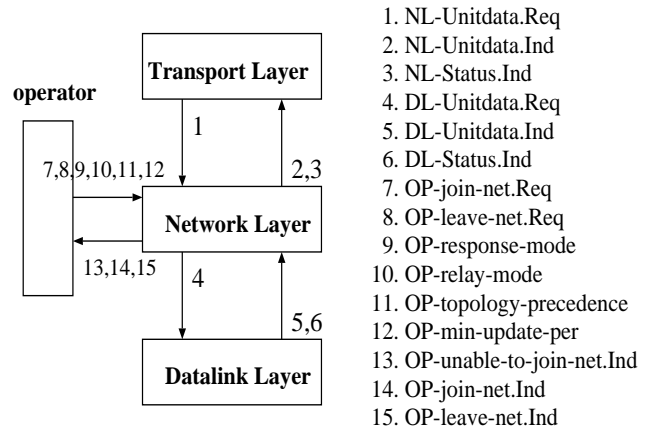 Transport Layer
operator
1
2,3
7,8,9,10,11,12
Network Layer
13,14,15
4
5,6
Datalink Layer
1. NL-Unitdata.Req
2. NL-Unitdata.Ind
3. NL-Status.Ind
4. DL-Unitdata.Req
5. DL-Unitdata.Ind
6. DL-Status.Ind
7. OP-join-net.Req
8. OP-leave-net.Req
9. OP-response-mode
10. OP-relay-mode
11. OP-topology-precedence
12. OP-min-update-per
13. OP-unable-to-join-net.Ind
14. OP-join-net.Ind
15. OP-leave-net.Ind